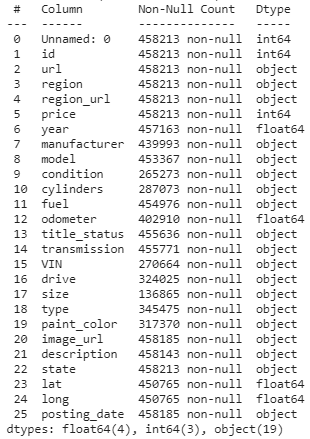 #   Column        Non-Null Count   Dtype
---  ------        --------------   -----
0   Unnamed: 0    458213 non-null  int64
1   id            458213 non-null  int64
2   url           458213 non-null  object
3   region        458213 non-null  object
4   region_url    458213 non-null  object
5   price         458213 non-null  int64
6   year          457163 non-null  float64
7   manufacturer  439993 non-null  object
8   model         453367 non-null  object
9   condition     265273 non-null  object
10  cylinders     287073 non-null  object
11  fuel          454976 non-null  object
12  odometer      402910 non-null  float64
13  title_status  455636 non-null  object
14  transmission  455771 non-null  object
15  VIN           270664 non-null  object
16  drive         324025 non-null  object
17  size          136865 non-null  object
18  type          345475 non-null  object
19  paint_color   317370 non-null  object
20  image_url     458185 non-null  object
21  description   458143 non-null  object
22  state         458213 non-null  object
23  lat           450765 non-null  float64
24  long          450765 non-null  float64
25  posting_date  458185 non-null  object
dtypes: float64(4), int64(3), object(19)